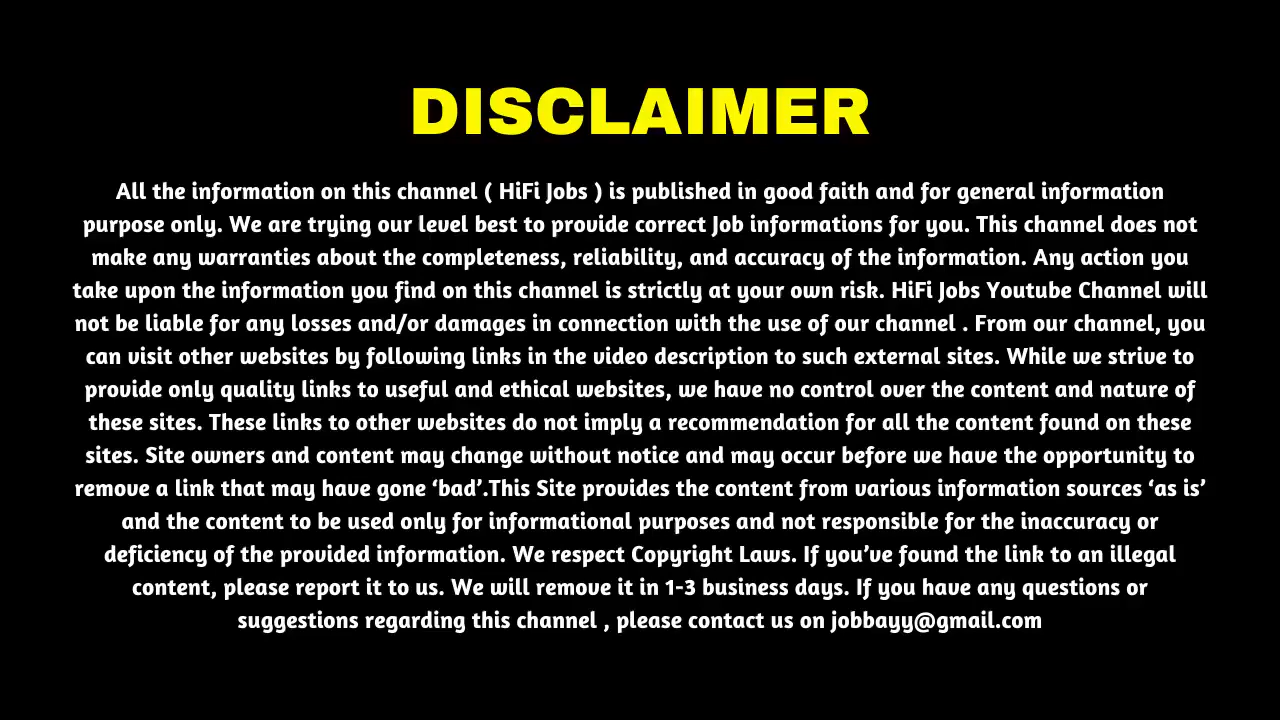 DISCLAIMER
All the information on this channel ( HiFi Jobs ) is published in good faith and for general information
purpose only. We are trying our level best to provide correct Job informations for you. This channel does not
make any warranties about the completeness, reliability, and accuracy of the information. Any action you
take upon the information you find on this channel is strictly at your own risk. HiFi Jobs Youtube Channel will
not be liable for any losses and/or damages in connection with the use of our channel . From our channel, you
can visit other websites by following links in the video description to such external sites. While we strive to
provide only quality links to useful and ethical websites, we have no control over the content and nature of
these sites. These links to other websites do not imply a recommendation for all the content found on these
sites. Site owners and content may change without notice and may occur before we have the opportunity to
remove a link that may have gone ‘bad’.This Site provides the content from various information sources ‘as is’
and the content to be used only for informational purposes and not responsible for the inaccuracy or
deficiency of the provided information. We respect Copyright Laws. If you’ve found the link to an illegal
content, please report it to us. We will remove it in 1-3 business days. If you have any questions or
suggestions regarding this channel , please contact us on jobbayy@gmail.com